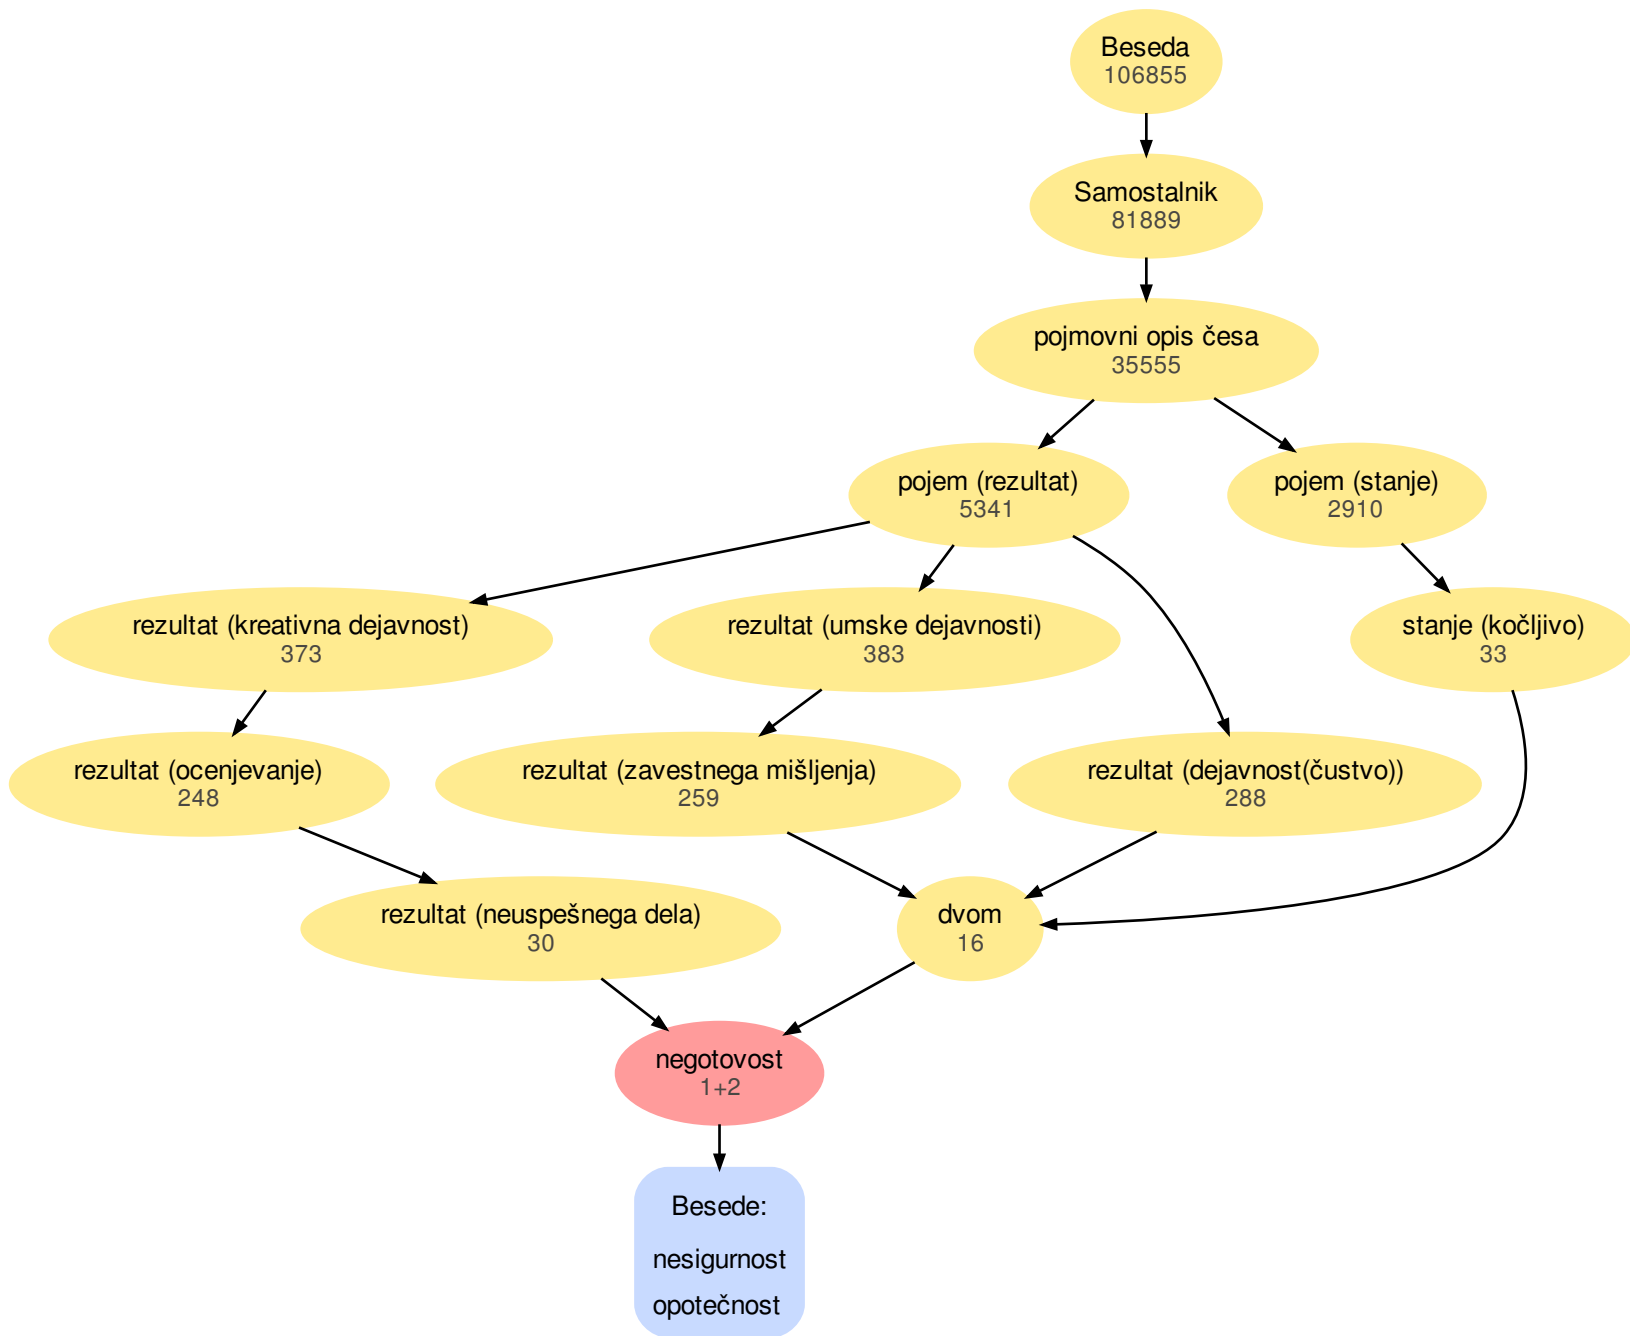 Beseda
106855
Samostalnik
81889
pojmovni opis česa
35555
pojem (rezultat)
5341
pojem (stanje)
2910
rezultat (kreativna dejavnost)
373
rezultat (umske dejavnosti)
383
stanje (kočljivo)
33
rezultat (ocenjevanje)
248
rezultat (zavestnega mišljenja)
259
rezultat (dejavnost(čustvo))
288
rezultat (neuspešnega dela)
30
dvom
16
negotovost
1+2
Besede:
nesigurnost
opotečnost